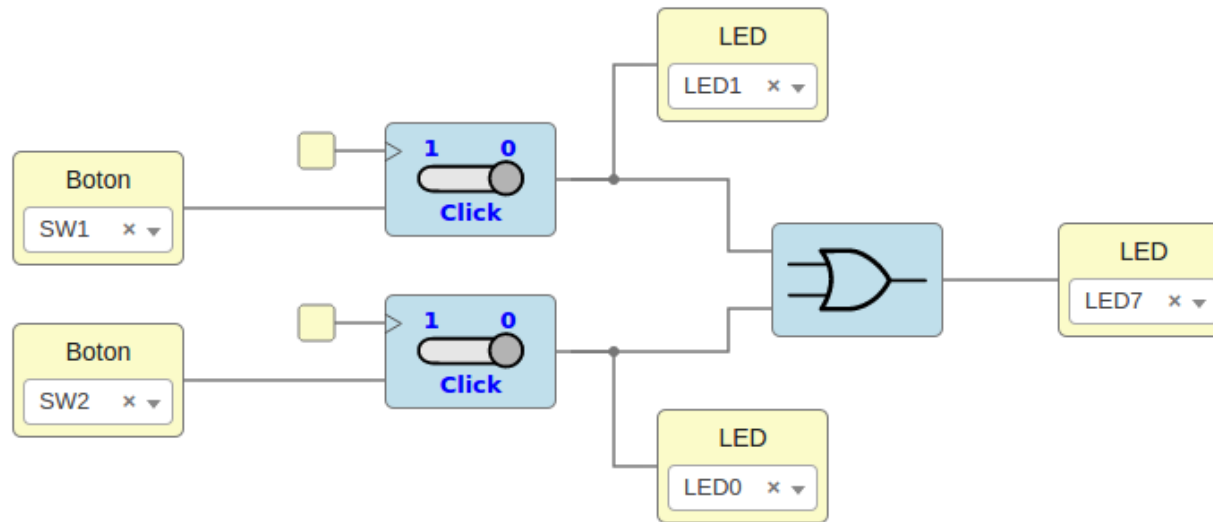 LED
LED1 × ▾
1 0
Click
Boton
SW1 × ▾
LED
LED7 × ▾
1 0
Click
Boton
SW2 × ▾
LED
LED0 × ▾